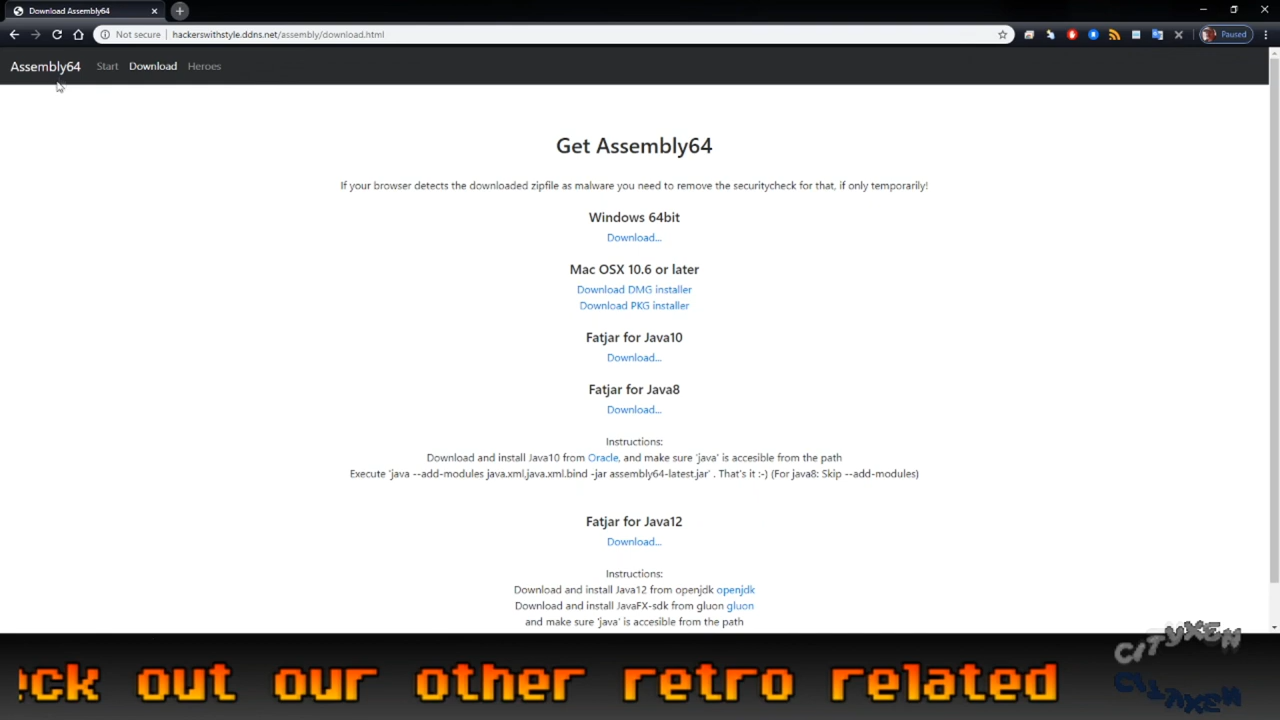 Download Assembly64
Not secure | hackerswithstyle.ddns.net/assembly/download.html
Paused
Assembly64 Start Download Heroes
Get Assembly64
If your browser detects the downloaded zipfile as malware you need to remove the securitycheck for that, if only temporarily!
Windows 64bit
Download...
Mac OSX 10.6 or later
Download DMG installer
Download PKG installer
Fatjar for Java10
Download...
Fatjar for Java8
Download...
Instructions:
Download and install Java10 from Oracle, and make sure 'java' is accesible from the path
Execute 'java --add-modules java.xml,java.xml.bind -jar assembly64-latest.jar' . That's it :-) (For java8: Skip --add-modules)
Fatjar for Java12
Download...
Instructions:
Download and install Java12 from openjdk openjdk
Download and install JavaFX-sdk from gluon gluon
and make sure 'java' is accesible from the path
eck out our other retro related
CITYXEN
CITYXEN